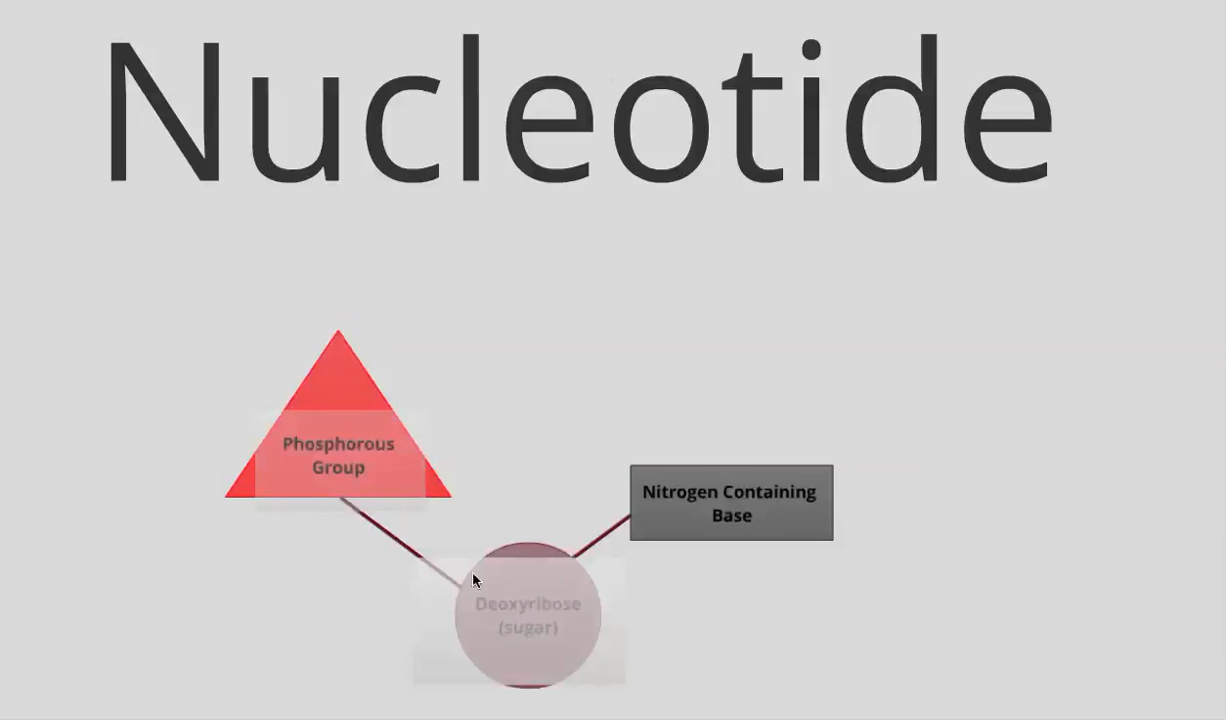 Nucleotide
Phosphorous
Group
Nitrogen Containing
Base
Deoxyribose
(sugar)